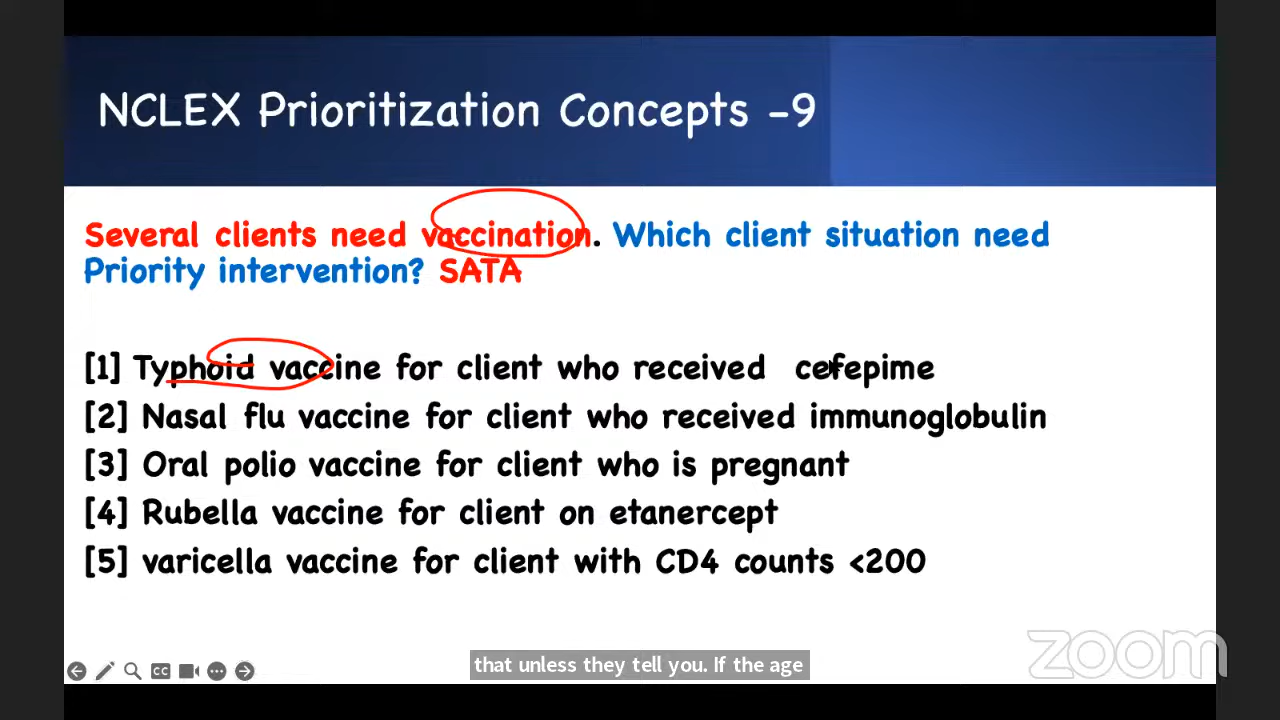 NCLEX Prioritization Concepts -9
Several clients need vaccination. Which client situation need
Priority intervention? SATA
[1] Typhoid vaccine for client who received cefepime
[2] Nasal flu vaccine for client who received immunoglobulin
[3] Oral polio vaccine for client who is pregnant
[4] Rubella vaccine for client on etanercept
[5] varicella vaccine for client with CD4 counts <200
zoom
CC
that unless they tell you. If the age